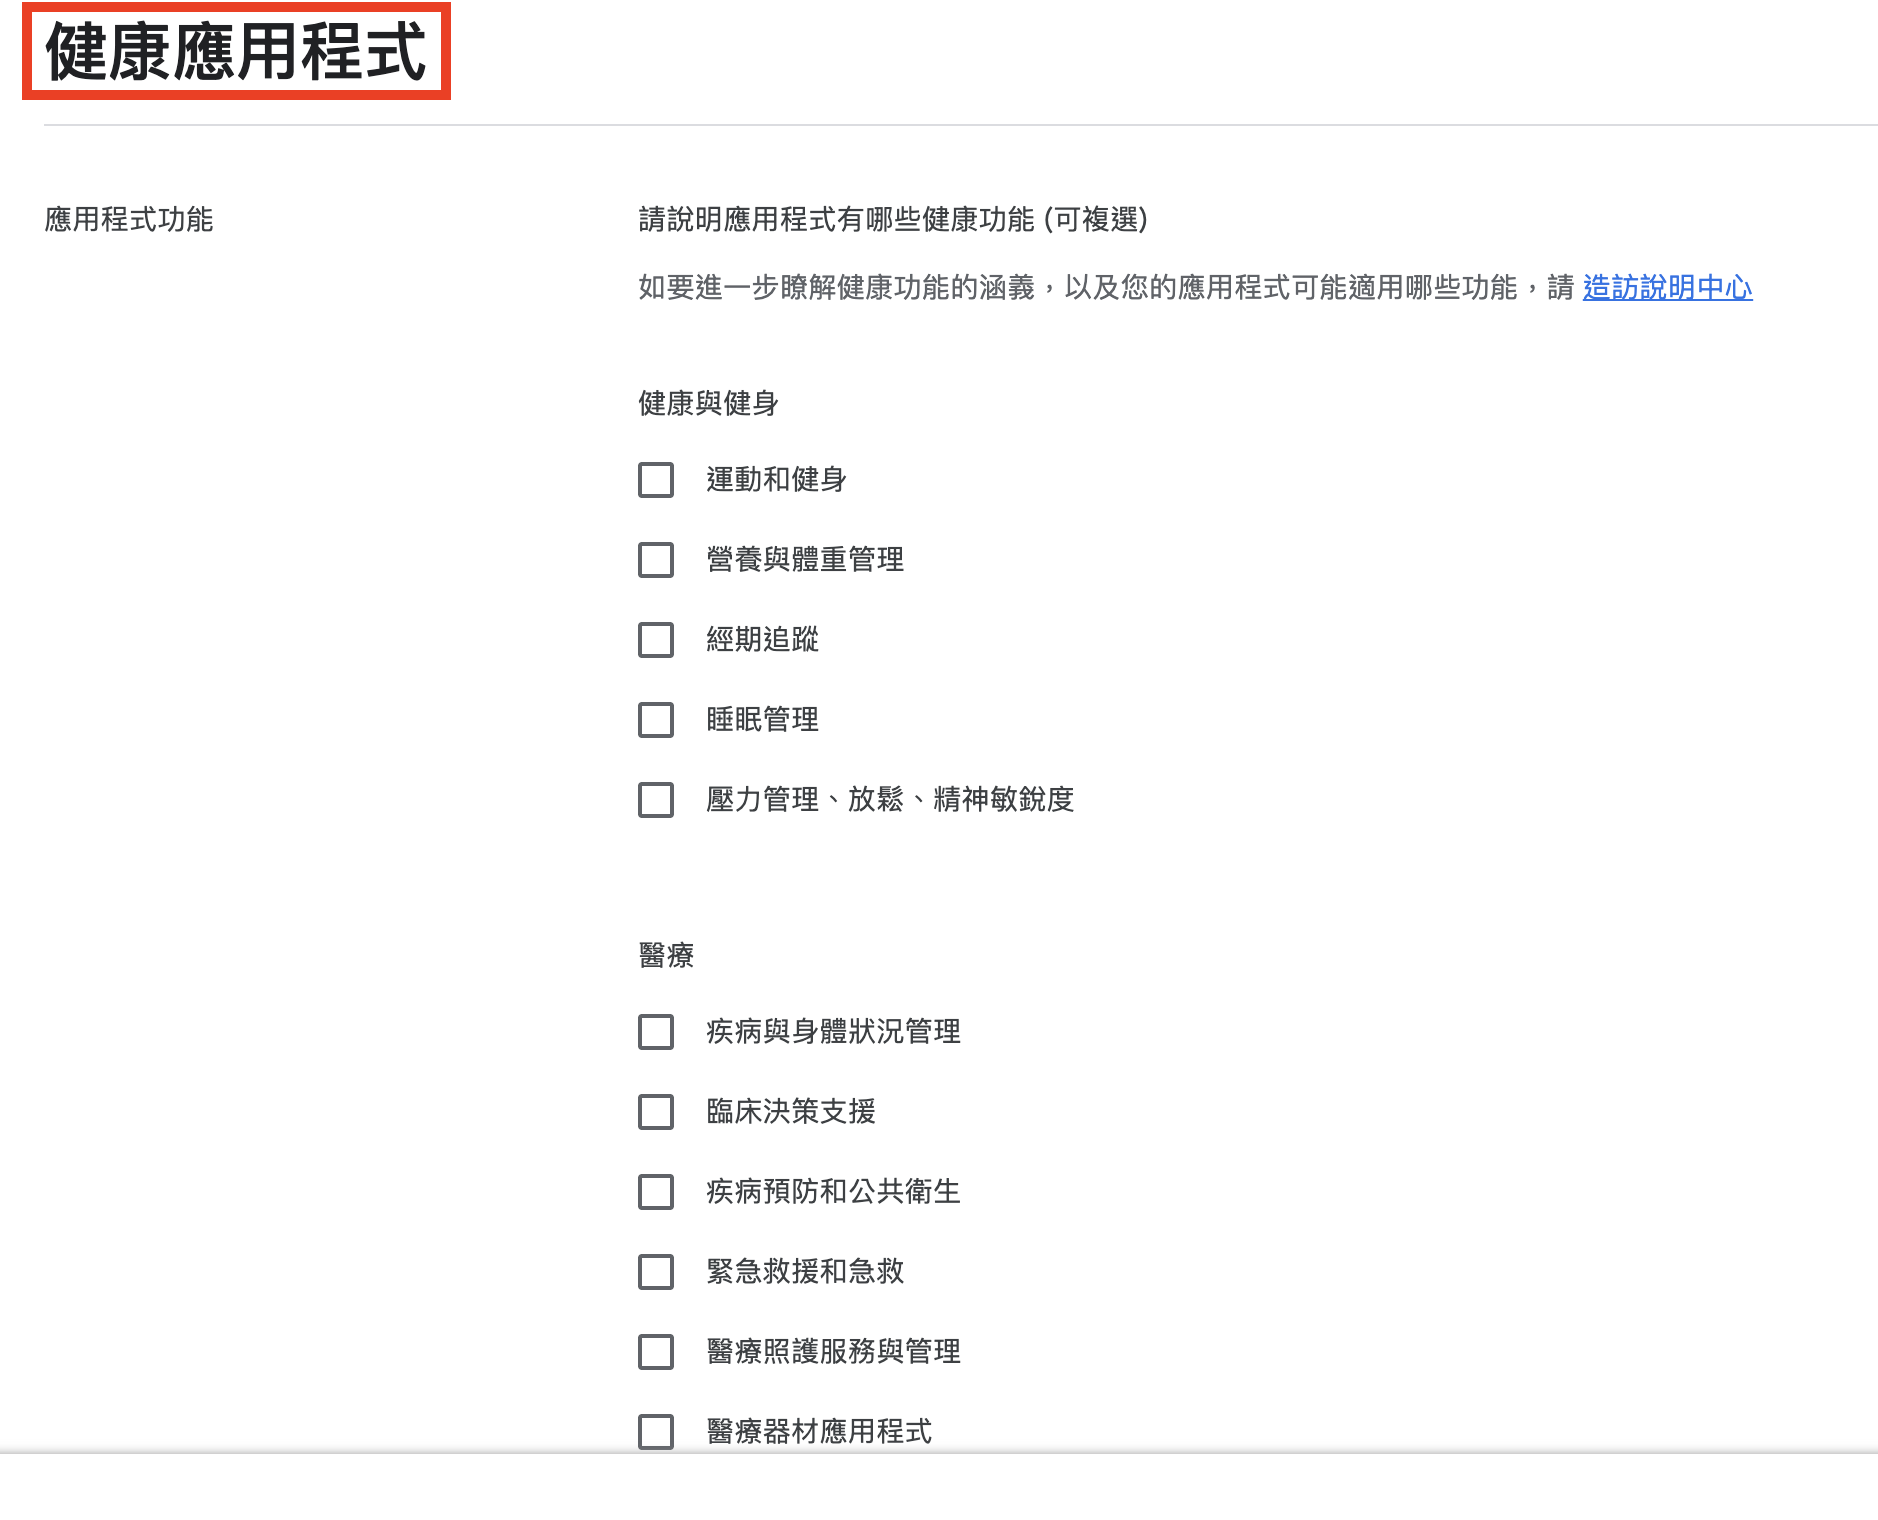 健康應用程式
應用程式功能
請說明應用程式有哪些健康功能 (可複選)
如要進一步瞭解健康功能的涵義，以及您的應用程式可能適用哪些功能，請 造訪說明中心
健康與健身
運動和健身
營養與體重管理
經期追蹤
睡眠管理
壓力管理、放鬆、精神敏銳度
醫療
疾病與身體狀況管理
臨床決策支援
疾病預防和公共衛生
緊急救援和急救
醫療照護服務與管理
醫療器材應用程式